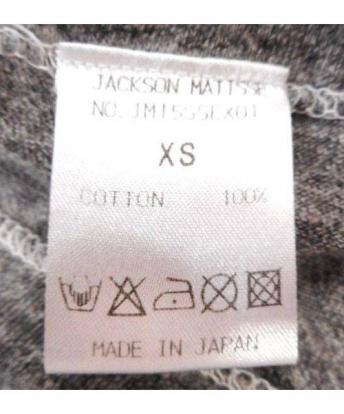 JACKSON MATISSE
NO.JM15SSEX01
XS
COTTON 100%
MADE IN JAPAN